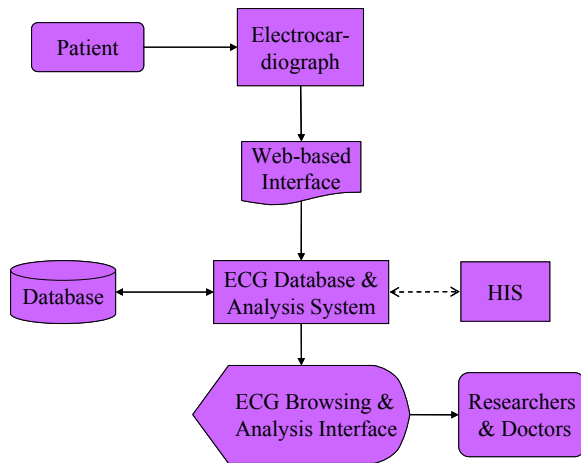 Patient
Electrocar-
diograph
Web-based
Interface
Database
ECG Database &
Analysis System
HIS
ECG Browsing &
Analysis Interface
Researchers
& Doctors